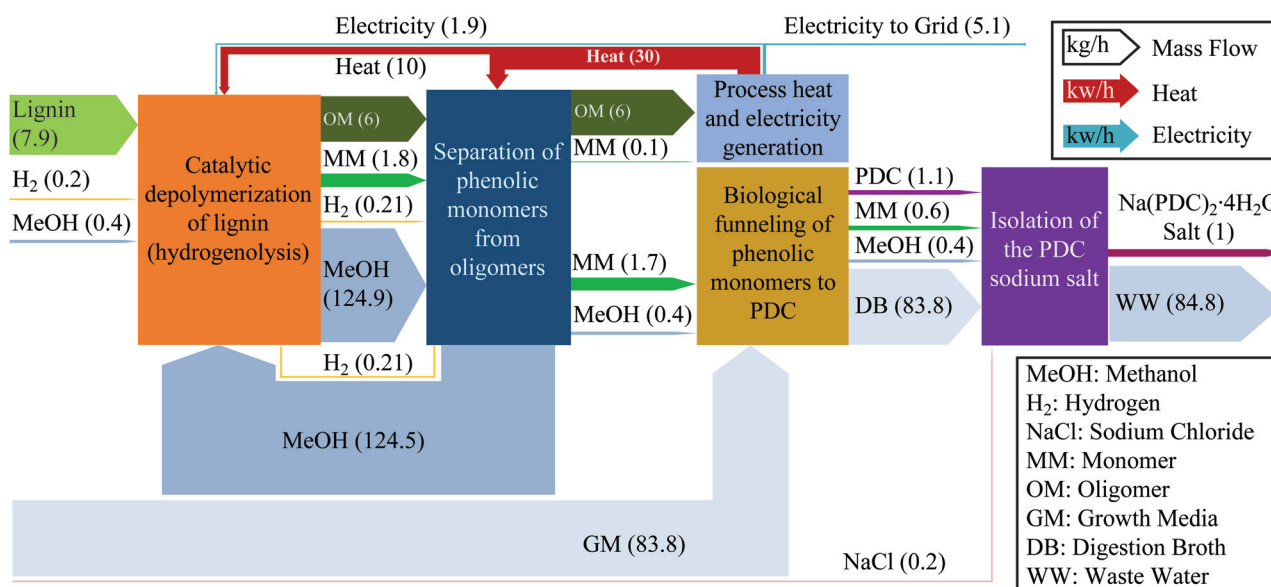 Electricity (1.9)
Electricity to Grid (5.1)
Heat (10)
Heat (30)
kg/h Mass Flow
kw/h Heat
kw/h Electricity
Lignin
(7.9)
H₂ (0.2)
MeOH (0.4)
Catalytic
depolymerization
of lignin
(hydrogenolysis)
OM (6)
MM (1.8)
H₂ (0.21)
MeOH
(124.9)
Separation of
phenolic
monomers
from
oligomers
OM (6)
MM (0.1)
MM (1.7)
MeOH (0.4)
Process heat
and electricity
generation
Biological
funneling of
phenolic
monomers to
PDC
PDC (1.1)
MM (0.6)
MeOH (0.4)
DB (83.8)
Isolation of
the PDC
sodium salt
Na(PDC)₂·4H₂O
Salt (1)
WW (84.8)
H₂ (0.21)
MeOH (124.5)
GM (83.8)
NaCl (0.2)
MeOH: Methanol
H₂: Hydrogen
NaCl: Sodium Chloride
MM: Monomer
OM: Oligomer
GM: Growth Media
DB: Digestion Broth
WW: Waste Water